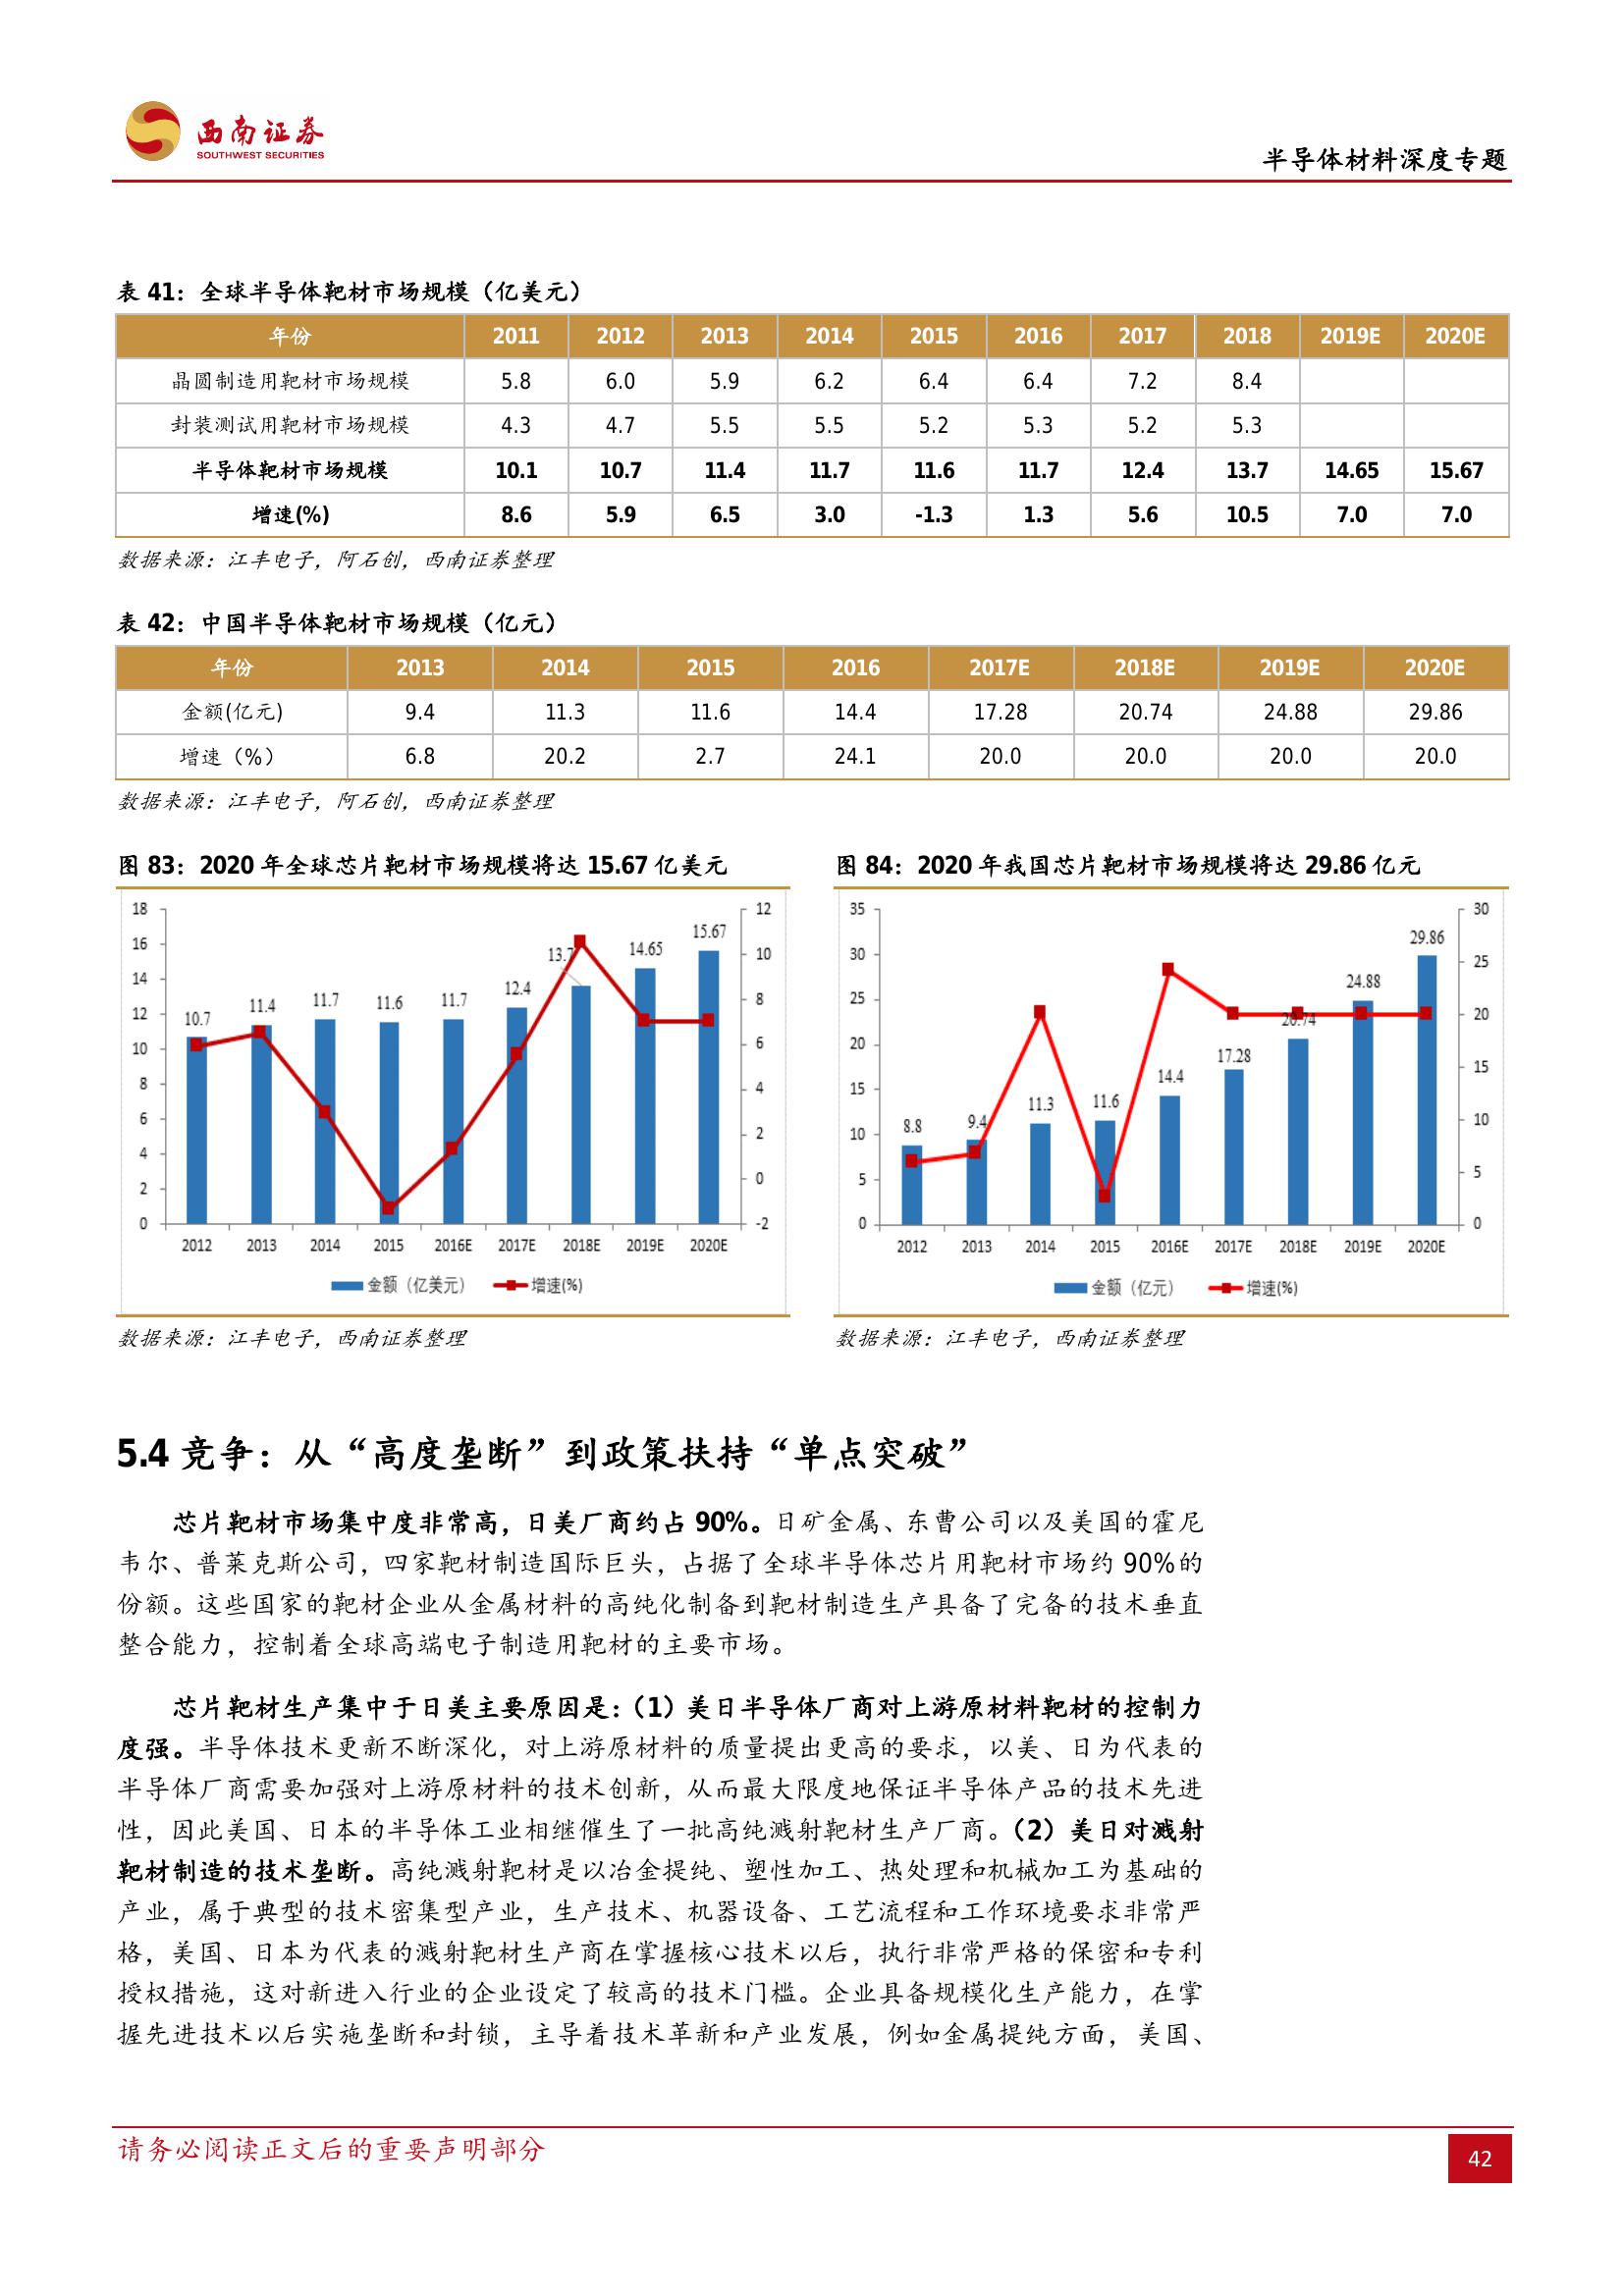 西南证券
SOUTHWEST SECURITIES
半导体材料深度专题
表 41：全球半导体靶材市场规模（亿美元）
年份 2011 2012 2013 2014 2015 2016 2017 2018 2019E 2020E
晶圆制造用靶材市场规模 5.8 6.0 5.9 6.2 6.4 6.4 7.2 8.4
封装测试用靶材市场规模 4.3 4.7 5.5 5.5 5.2 5.3 5.2 5.3
半导体靶材市场规模 10.1 10.7 11.4 11.7 11.6 11.7 12.4 13.7 14.65 15.67
增速(%) 8.6 5.9 6.5 3.0 -1.3 1.3 5.6 10.5 7.0 7.0
数据来源：江丰电子，阿石创，西南证券整理
表 42：中国半导体靶材市场规模（亿元）
年份 2013 2014 2015 2016 2017E 2018E 2019E 2020E
金额(亿元) 9.4 11.3 11.6 14.4 17.28 20.74 24.88 29.86
增速（%） 6.8 20.2 2.7 24.1 20.0 20.0 20.0 20.0
数据来源：江丰电子，阿石创，西南证券整理
图 83：2020 年全球芯片靶材市场规模将达 15.67 亿美元
18 16 14 12 10 8 6 4 2 0
10.7 11.4 11.7 11.6 11.7 12.4 13.7 14.65 15.67
12 10 8 6 4 2 0 -2
2012 2013 2014 2015 2016E 2017E 2018E 2019E 2020E
金额（亿美元） 增速(%)
数据来源：江丰电子，西南证券整理
图 84：2020 年我国芯片靶材市场规模将达 29.86 亿元
35 30 25 20 15 10 5 0
8.8 9.4 11.3 11.6 14.4 17.28 20.74 24.88 29.86
30 25 20 15 10 5 0
2012 2013 2014 2015 2016E 2017E 2018E 2019E 2020E
金额（亿元） 增速(%)
数据来源：江丰电子，西南证券整理
5.4 竞争：从“高度垄断”到政策扶持“单点突破”
芯片靶材市场集中度非常高，日美厂商约占 90%。日矿金属、东曹公司以及美国的霍尼
韦尔、普莱克斯公司，四家靶材制造国际巨头，占据了全球半导体芯片用靶材市场约 90%的
份额。这些国家的靶材企业从金属材料的高纯化制备到靶材制造生产具备了完备的技术垂直
整合能力，控制着全球高端电子制造用靶材的主要市场。
芯片靶材生产集中于日美主要原因是：（1）美日半导体厂商对上游原材料靶材的控制力
度强。半导体技术更新不断深化，对上游原材料的质量提出更高的要求，以美、日为代表的
半导体厂商需要加强对上游原材料的技术创新，从而最大限度地保证半导体产品的技术先进
性，因此美国、日本的半导体工业相继催生了一批高纯溅射靶材生产厂商。（2）美日对溅射
靶材制造的技术垄断。高纯溅射靶材是以冶金提纯、塑性加工、热处理和机械加工为基础的
产业，属于典型的技术密集型产业，生产技术、机器设备、工艺流程和工作环境要求非常严
格，美国、日本为代表的溅射靶材生产商在掌握核心技术以后，执行非常严格的保密和专利
授权措施，这对新进入行业的企业设定了较高的技术门槛。企业具备规模化生产能力，在掌
握先进技术以后实施垄断和封锁，主导着技术革新和产业发展，例如金属提纯方面，美国、
请务必阅读正文后的重要声明部分
42